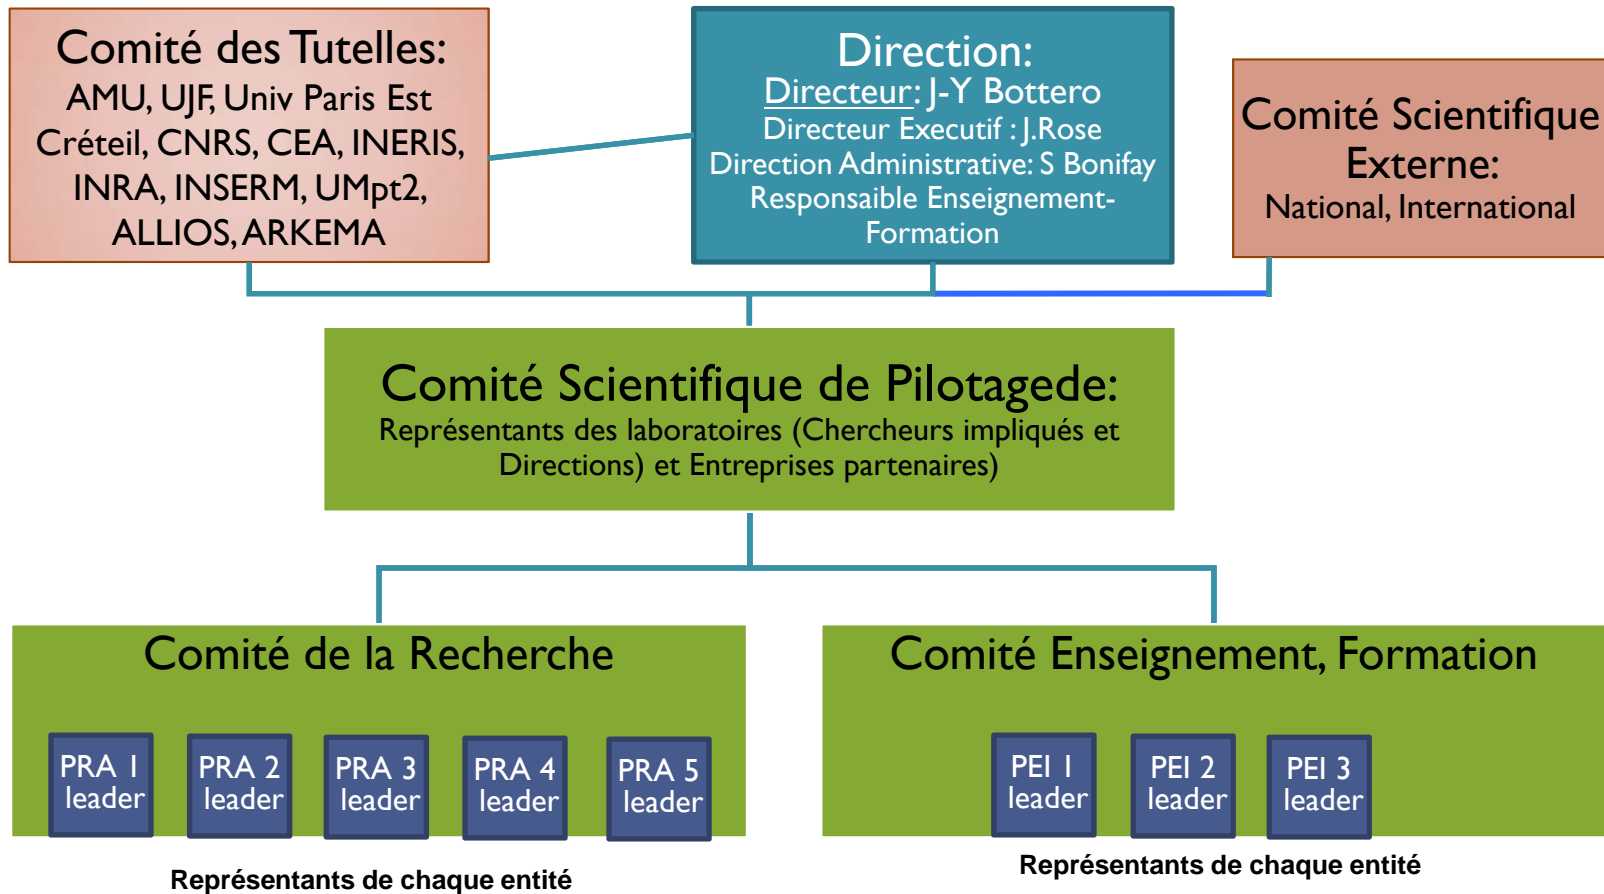 Comité des Tutelles:
AMU, UJF, Univ Paris Est
Créteil, CNRS, CEA, INERIS,
INRA, INSERM, UMpt2,
ALLIOS, ARKEMA
Direction:
Directeur: J-Y Bottero
Directeur Executif : J.Rose
Direction Administrative: S Bonifay
Responsaible Enseignement-
Formation
Comité Scientifique
Externe:
National, International
Comité Scientifique de Pilotagede:
Représentants des laboratoires (Chercheurs impliqués et
Directions) et Entreprises partenaires)
Comité de la Recherche
PRA 1
leader
PRA 2
leader
PRA 3
leader
PRA 4
leader
PRA 5
leader
Représentants de chaque entité
Comité Enseignement, Formation
PEI 1
leader
PEI 2
leader
PEI 3
leader
Représentants de chaque entité